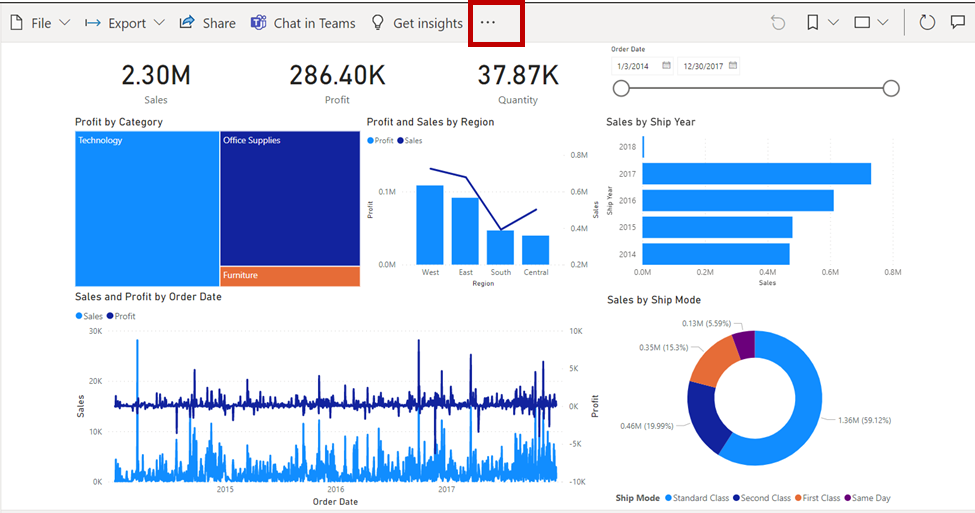 File Export Share Chat in Teams Get insights ...
2.30M
Sales
286.40K
Profit
37.87K
Quantity
Order Date
1/3/2014 12/30/2017
Profit by Category
Technology
Office Supplies
Furniture
Profit and Sales by Region
Profit Sales
0.1M
0.0M
Profit
0.8M
0.6M
0.4M
0.2M
Sales
West East South Central
Region
Sales by Ship Year
2018
2017
2016
2015
2014
Ship Year
0.0M 0.2M 0.4M 0.6M 0.8M
Sales
Sales and Profit by Order Date
Sales Profit
30K
20K
10K
0K
Sales
10K
5K
0K
-5K
-10K
Profit
2015 2016 2017
Order Date
Sales by Ship Mode
0.13M (5.59%)
0.35M (15.3%)
0.46M (19.99%)
1.36M (59.12%)
Ship Mode Standard Class Second Class First Class Same Day